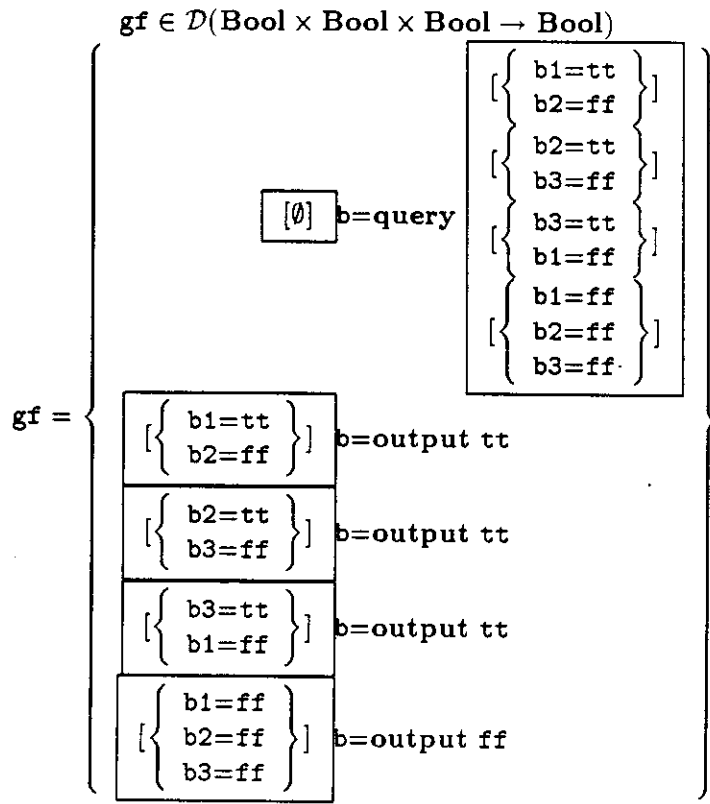 gf ∈ D(Bool × Bool × Bool → Bool)
[{ b1=tt
b2=ff }]
[{ b2=tt
b3=ff }]
[∅] b=query
[{ b3=tt
b1=ff }]
[{ b1=ff
b2=ff
b3=ff }]
gf = {
[{ b1=tt
b2=ff }] b=output tt
[{ b2=tt
b3=ff }] b=output tt
[{ b3=tt
b1=ff }] b=output tt
[{ b1=ff
b2=ff
b3=ff }] b=output ff
}